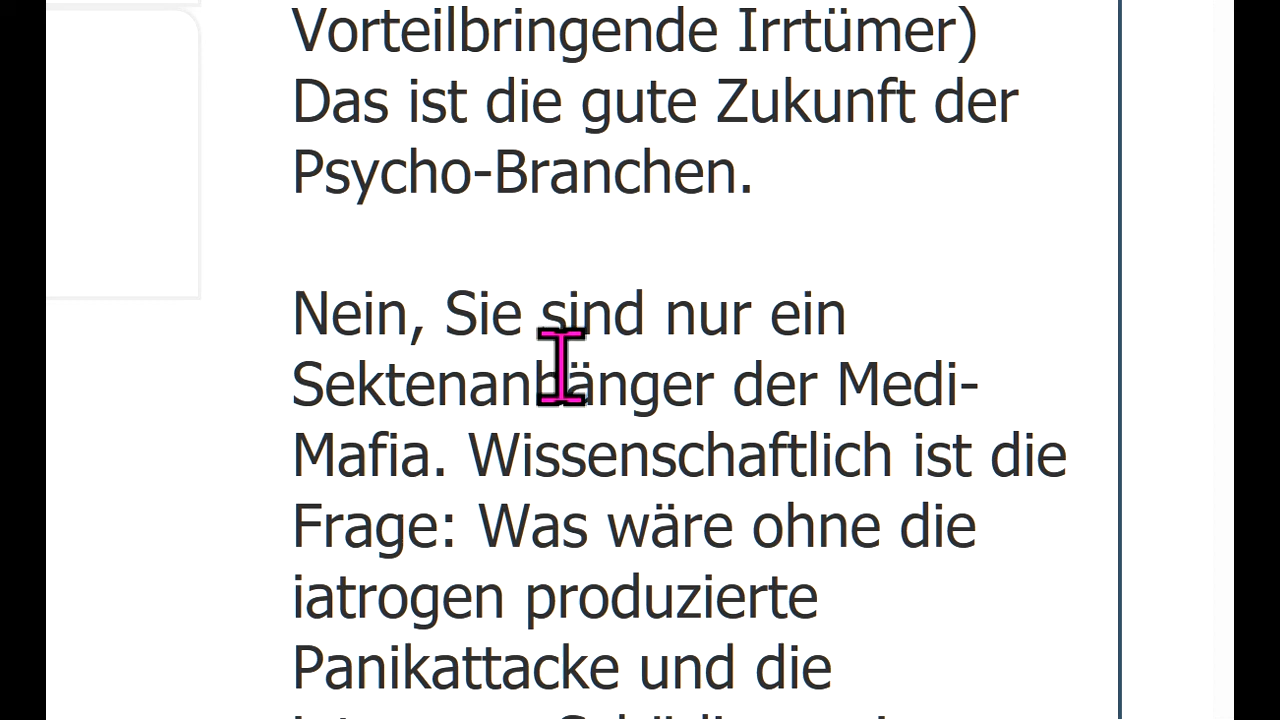 Vorteilbringende Irrtümer)
Das ist die gute Zukunft der
Psycho-Branchen.
Nein, Sie sind nur ein
Sektenanhänger der Medi-
Mafia. Wissenschaftlich ist die
Frage: Was wäre ohne die
iatrogen produzierte
Panikattacke und die